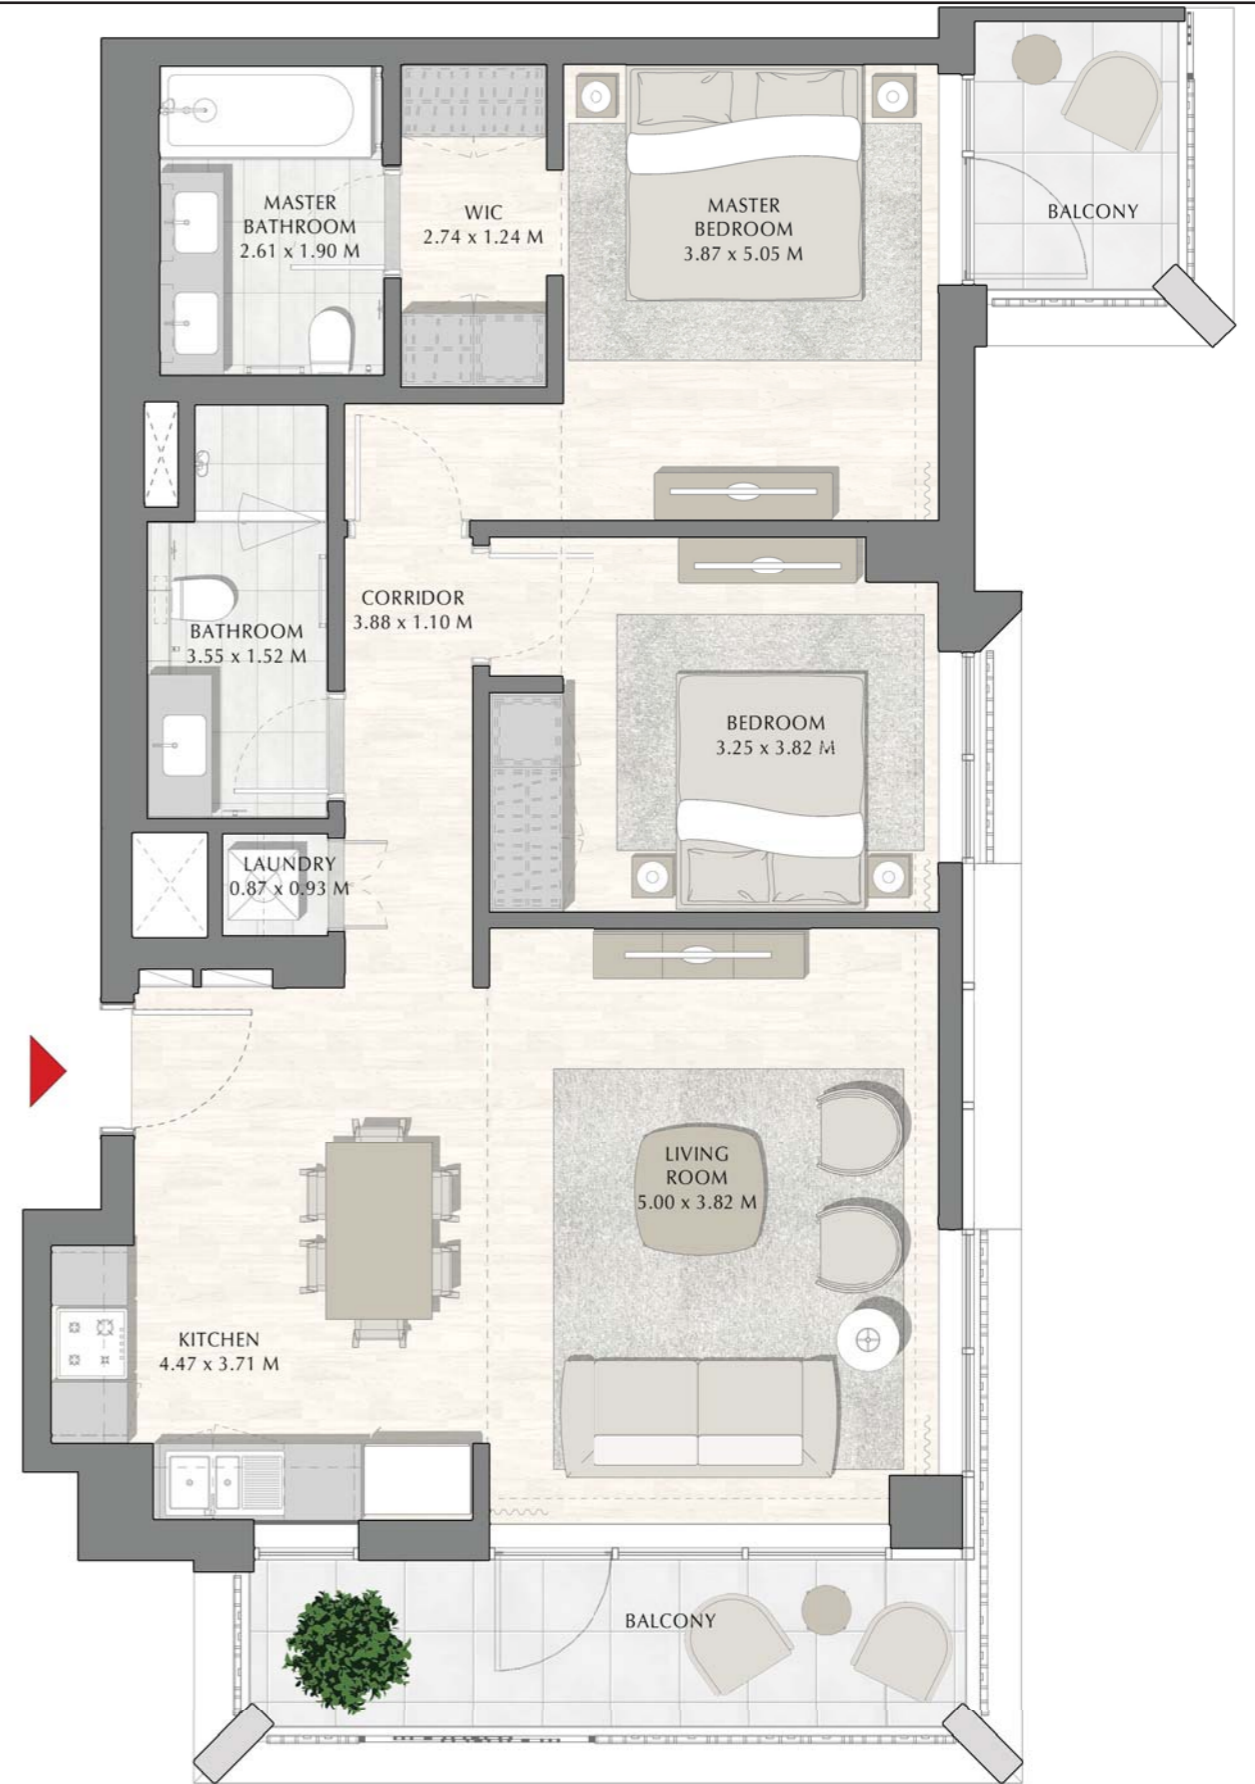 MASTER
BATHROOM
2.61 x 1.90 M
WIC
2.74 x 1.24 M
MASTER
BEDROOM
3.87 x 5.05 M
BALCONY
CORRIDOR
3.88 x 1.10 M
BATHROOM
3.55 x 1.52 M
BEDROOM
3.25 x 3.82 M
LAUNDRY
0.87 x 0.93 M
LIVING
ROOM
5.00 x 3.82 M
KITCHEN
4.47 x 3.71 M
BALCONY